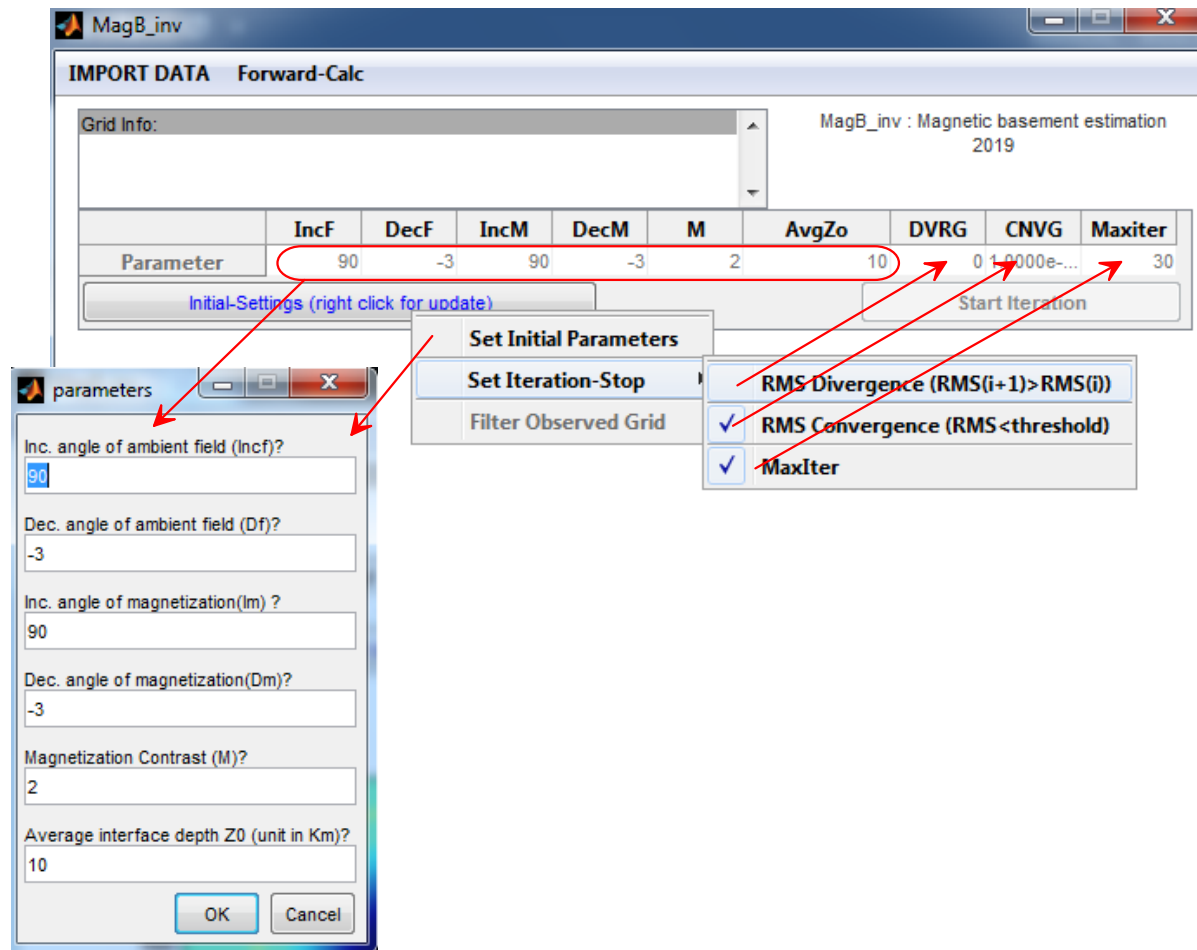 MagB_inv
IMPORT DATA Forward-Calc
Grid Info:
MagB_inv : Magnetic basement estimation
2019
IncF DecF IncM DecM M AvgZo DVRG CNVG Maxiter
Parameter 90 -3 90 -3 2 10 0 1.0000e-... 30
Initial-Settings (right click for update)
Start Iteration
Set Initial Parameters
Set Iteration-Stop
Filter Observed Grid
RMS Divergence (RMS(i+1)>RMS(i))
RMS Convergence (RMS<threshold)
MaxIter
parameters
Inc. angle of ambient field (Incf)?
90
Dec. angle of ambient field (Df)?
-3
Inc. angle of magnetization(Im) ?
90
Dec. angle of magnetization(Dm)?
-3
Magnetization Contrast (M)?
2
Average interface depth Z0 (unit in Km)?
10
OK Cancel